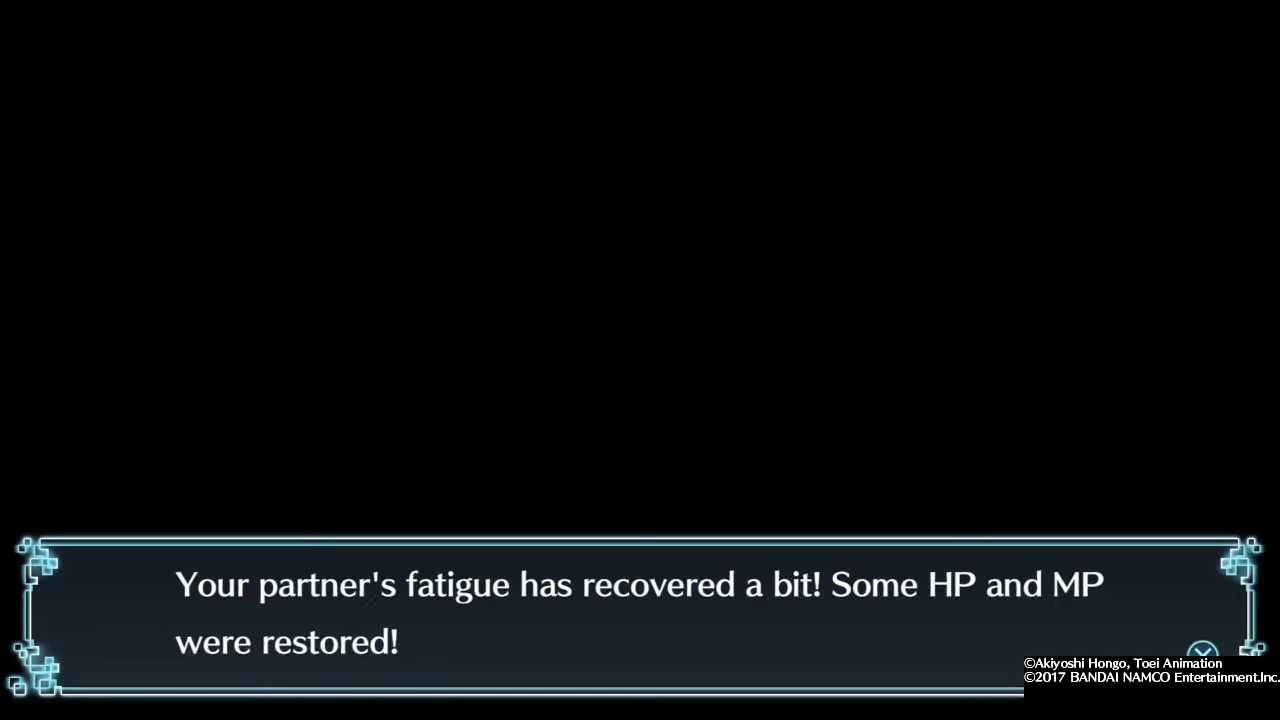 Your partner's fatigue has recovered a bit! Some HP and MP
were restored!
©Akiyoshi Hongo, Toei Animation
©2017 BANDAI NAMCO Entertainment.Inc.